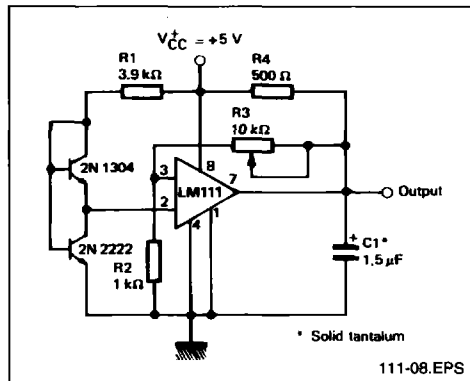 V⁺CC = +5 V
R1
3.9 kΩ
R4
500 Ω
R3
10 kΩ
2N 1304
3
8
LM111
7
Output
2
4
1
2N 2222
R2
1 kΩ
+
C1*
1.5 μF
* Solid tantalum
111-08.EPS